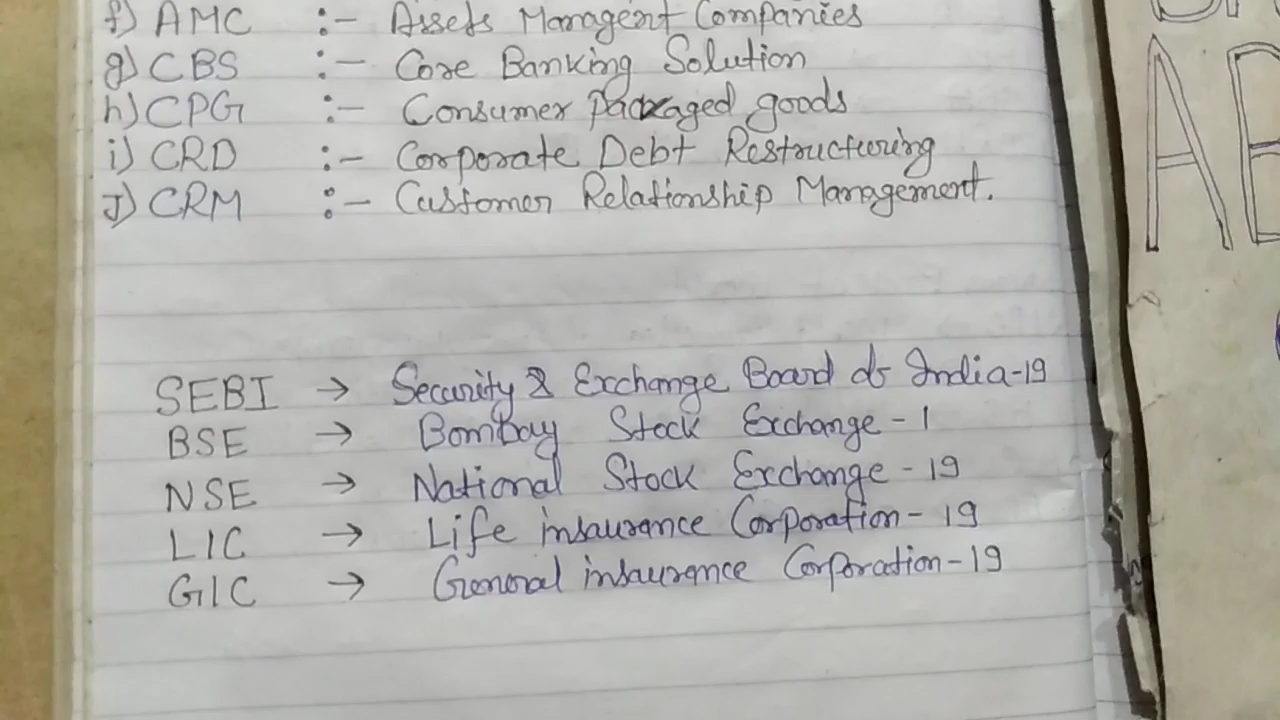 f) AMC :- Assets Managent Companies
g) CBS :- Core Banking Solution
h) CPG :- Consumer packaged goods
i) CRD :- Corporate Debt Restructuring
J) CRM :- Customer Relationship Management.
SEBI → Security & Exchange Board of India-19
BSE → Bombay Stock Exchange - 1
NSE → National Stock Exchange - 19
LIC → Life insaurance Corporation - 19
GIC → General insaurence Corporation - 19